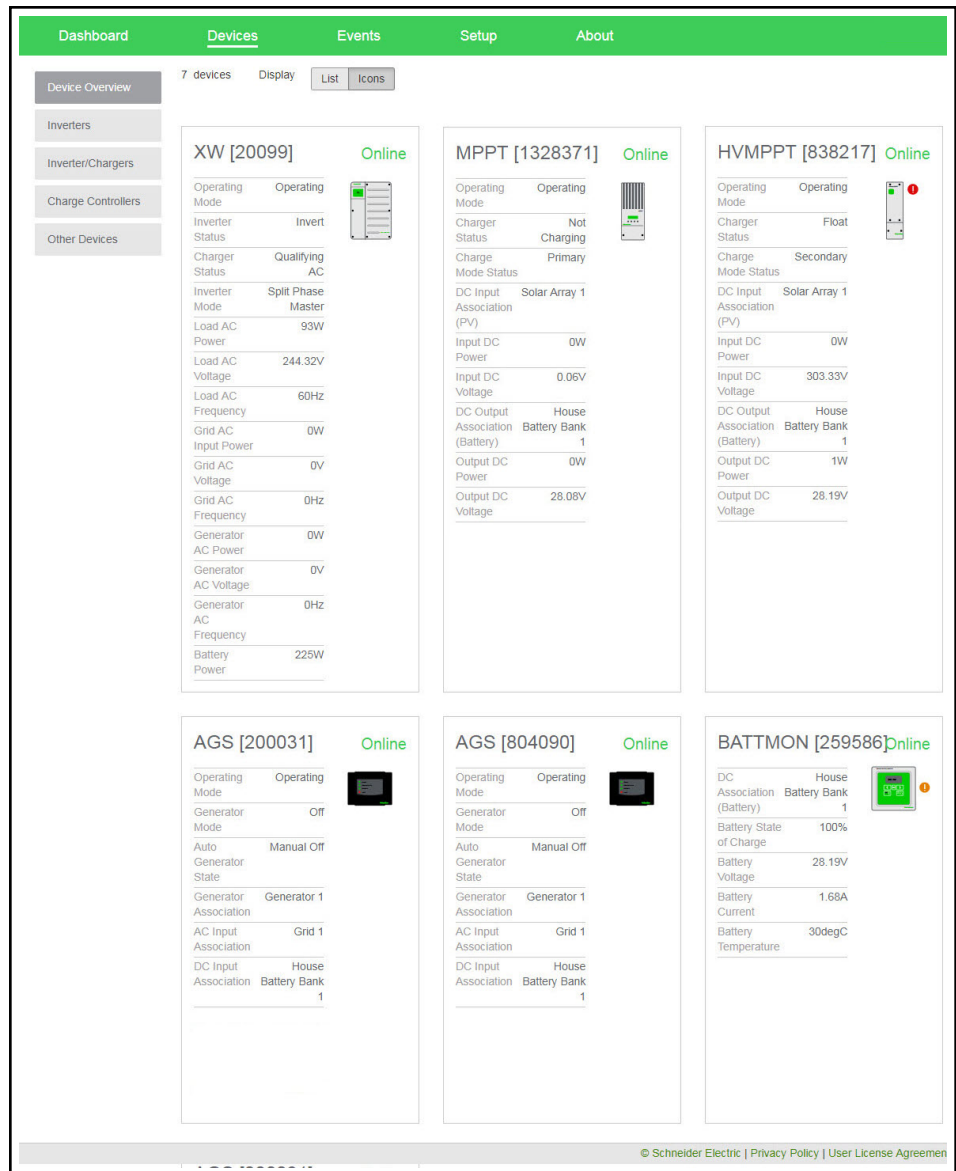 Dashboard Devices Events Setup About
7 devices Display List Icons
Device Overview
Inverters
Inverter/Chargers
Charge Controllers
Other Devices
XW [20099] Online
Operating Operating
Mode
Inverter Invert
Status
Charger Qualifying
Status AC
Inverter Split Phase
Mode Master
Load AC 93W
Power
Load AC 244.32V
Voltage
Load AC 60Hz
Frequency
Grid AC 0W
Input Power
Grid AC 0V
Voltage
Grid AC 0Hz
Frequency
Generator 0W
AC Power
Generator 0V
AC Voltage
Generator 0Hz
AC
Frequency
Battery 225W
Power
MPPT [1328371] Online
Operating Operating
Mode
Charger Not
Status Charging
Charge Primary
Mode Status
DC Input Solar Array 1
Association
(PV)
Input DC 0W
Power
Input DC 0.06V
Voltage
DC Output House
Association Battery Bank
(Battery) 1
Output DC 0W
Power
Output DC 28.08V
Voltage
HVMPPT [838217] Online
Operating Operating
Mode
Charger Float
Status
Charge Secondary
Mode Status
DC Input Solar Array 1
Association
(PV)
Input DC 0W
Power
Input DC 303.33V
Voltage
DC Output House
Association Battery Bank
(Battery) 1
Output DC 1W
Power
Output DC 28.19V
Voltage
AGS [200031] Online
Operating Operating
Mode
Generator Off
Mode
Auto Manual Off
Generator
State
Generator Generator 1
Association
AC Input Grid 1
Association
DC Input House
Association Battery Bank
1
AGS [804090] Online
Operating Operating
Mode
Generator Off
Mode
Auto Manual Off
Generator
State
Generator Generator 1
Association
AC Input Grid 1
Association
DC Input House
Association Battery Bank
1
BATTMON [259586] Online
DC House
Association Battery Bank
(Battery) 1
Battery State 100%
of Charge
Battery 28.19V
Voltage
Battery 1.68A
Current
Battery 30degC
Temperature
© Schneider Electric | Privacy Policy | User License Agreemen